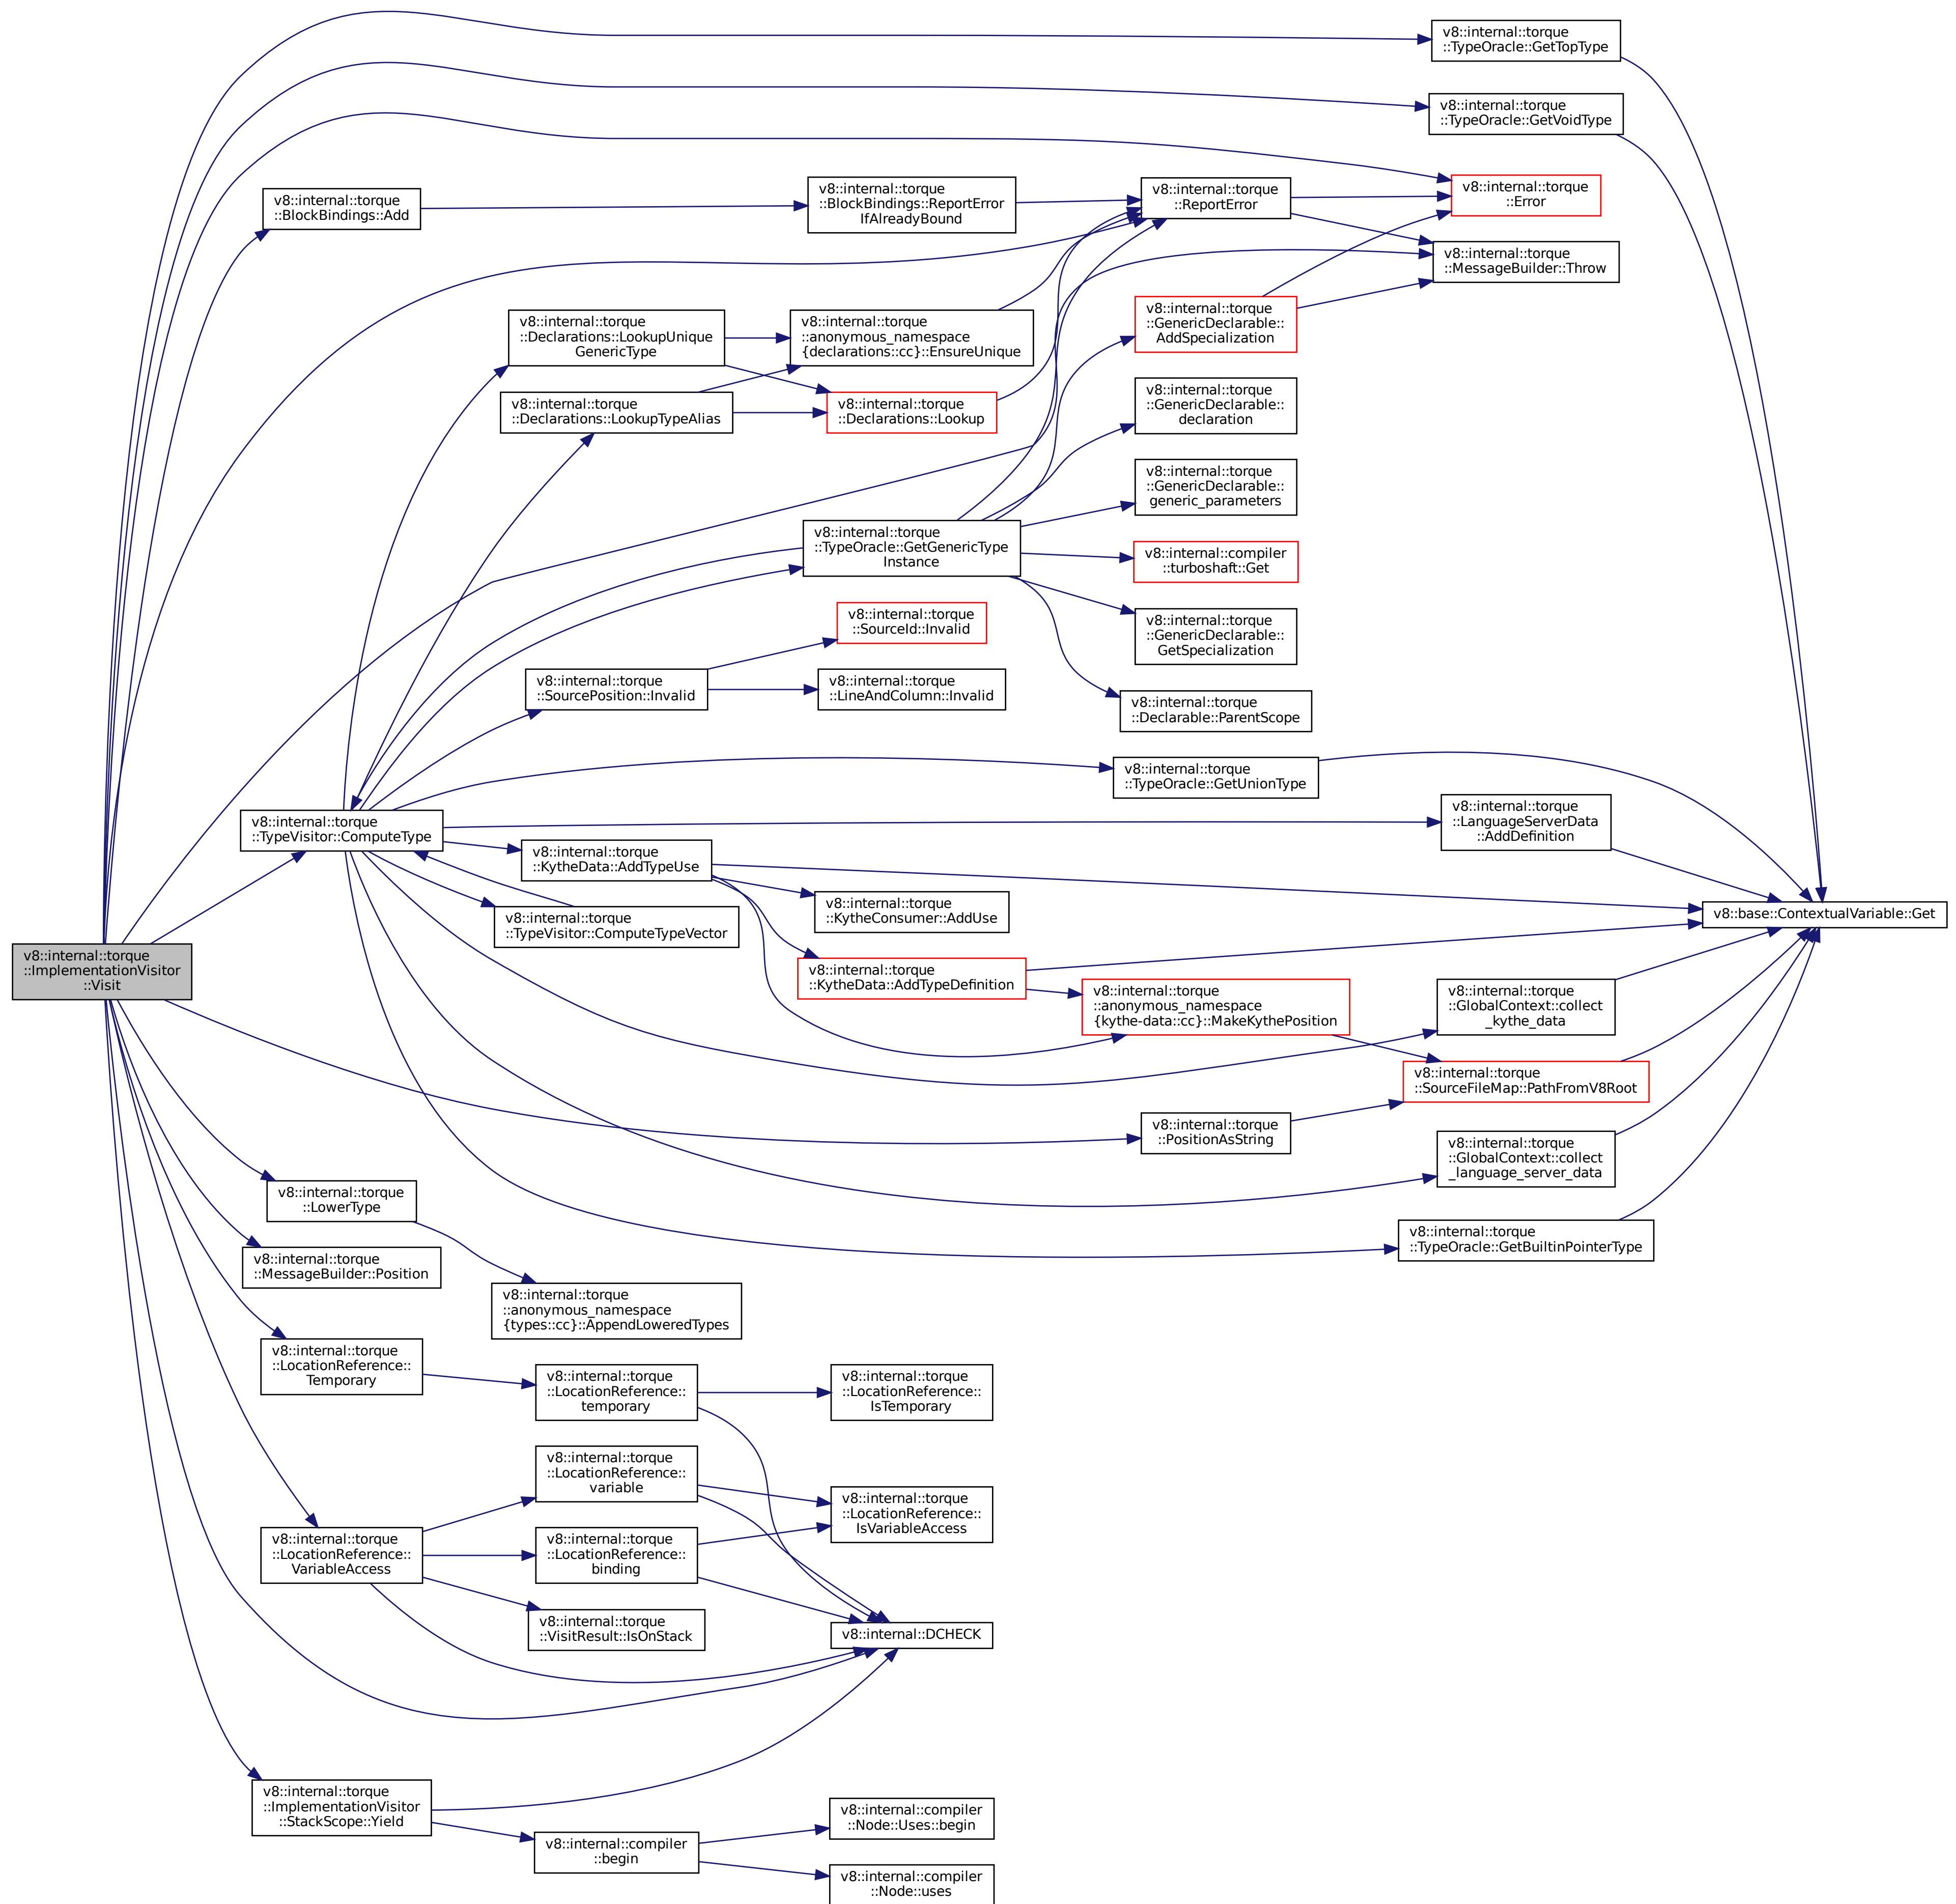 v8::internal::torque
::TypeOracle::GetTopType
v8::internal::torque
::TypeOracle::GetVoidType
v8::internal::torque
::Error
v8::internal::torque
::BlockBindings::Add
v8::internal::torque
::BlockBindings::ReportError
IfAlreadyBound
v8::internal::torque
::ReportError
v8::internal::torque
::MessageBuilder::Throw
v8::internal::torque
::Declarations::LookupUnique
GenericType
v8::internal::torque
::anonymous_namespace
{declarations::cc}::EnsureUnique
v8::internal::torque
::GenericDeclarable::
AddSpecialization
v8::internal::torque
::Declarations::LookupTypeAlias
v8::internal::torque
::Declarations::Lookup
v8::internal::torque
::GenericDeclarable::
declaration
v8::internal::torque
::GenericDeclarable::
generic_parameters
v8::internal::torque
::TypeOracle::GetGenericType
Instance
v8::internal::compiler
::turboshaft::Get
v8::internal::torque
::SourceId::Invalid
v8::internal::torque
::GenericDeclarable::
GetSpecialization
v8::internal::torque
::SourcePosition::Invalid
v8::internal::torque
::LineAndColumn::Invalid
v8::internal::torque
::Declarable::ParentScope
v8::internal::torque
::TypeOracle::GetUnionType
v8::internal::torque
::TypeVisitor::ComputeType
v8::internal::torque
::LanguageServerData
::AddDefinition
v8::internal::torque
::KytheData::AddTypeUse
v8::internal::torque
::KytheConsumer::AddUse
v8::base::ContextualVariable::Get
v8::internal::torque
::TypeVisitor::ComputeTypeVector
v8::internal::torque
::ImplementationVisitor
::Visit
v8::internal::torque
::KytheData::AddTypeDefinition
v8::internal::torque
::anonymous_namespace
{kythe-data::cc}::MakeKythePosition
v8::internal::torque
::GlobalContext::collect
_kythe_data
v8::internal::torque
::SourceFileMap::PathFromV8Root
v8::internal::torque
::PositionAsString
v8::internal::torque
::GlobalContext::collect
_language_server_data
v8::internal::torque
::LowerType
v8::internal::torque
::TypeOracle::GetBuiltinPointerType
v8::internal::torque
::MessageBuilder::Position
v8::internal::torque
::anonymous_namespace
{types::cc}::AppendLoweredTypes
v8::internal::torque
::LocationReference::
Temporary
v8::internal::torque
::LocationReference::
temporary
v8::internal::torque
::LocationReference::
IsTemporary
v8::internal::torque
::LocationReference::
variable
v8::internal::torque
::LocationReference::
IsVariableAccess
v8::internal::torque
::LocationReference::
VariableAccess
v8::internal::torque
::LocationReference::
binding
v8::internal::torque
::VisitResult::IsOnStack
v8::internal::DCHECK
v8::internal::torque
::ImplementationVisitor
::StackScope::Yield
v8::internal::compiler
::Node::Uses::begin
v8::internal::compiler
::begin
v8::internal::compiler
::Node::uses